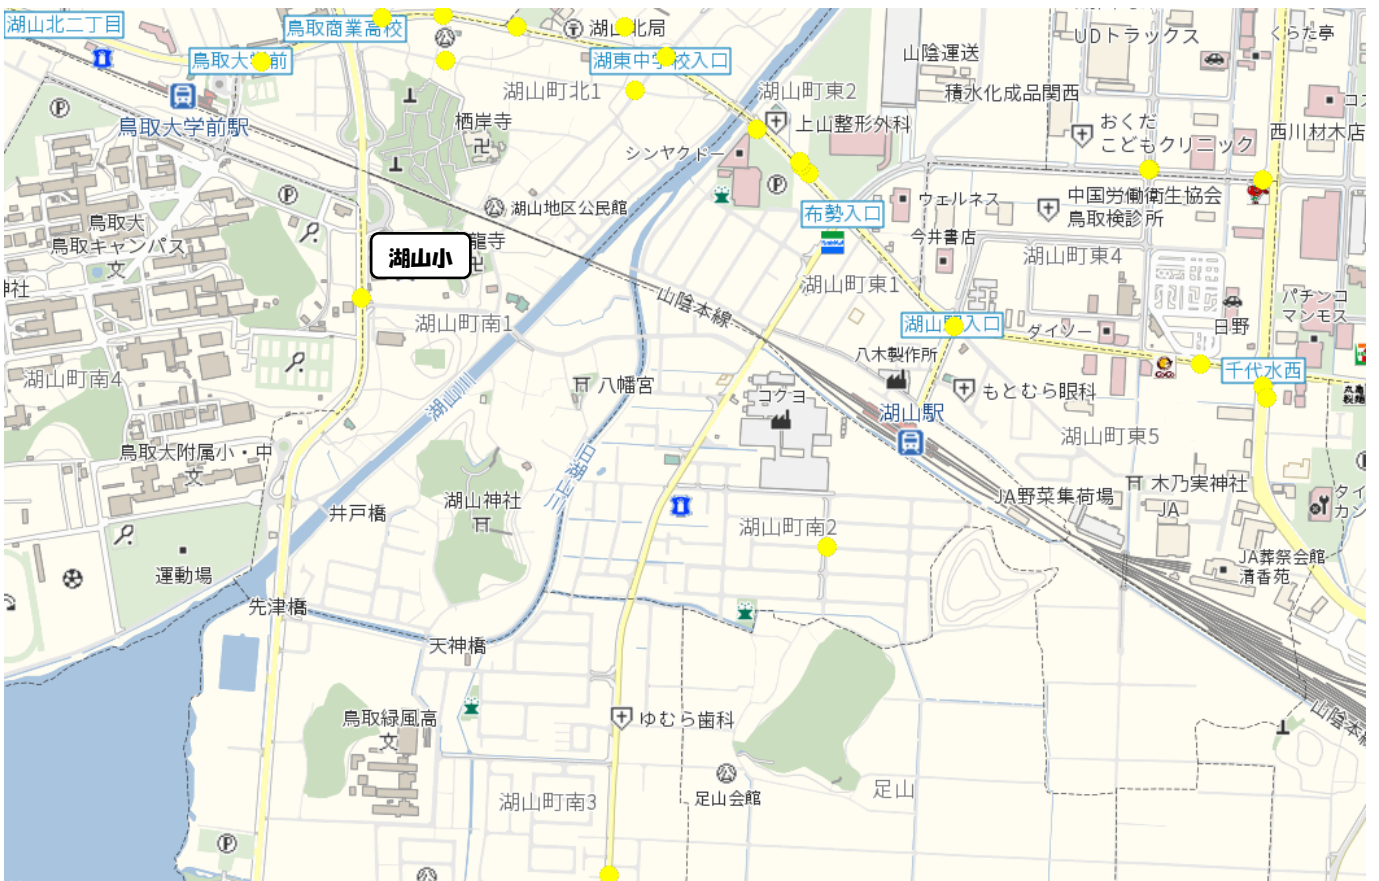 湖山北二丁目
鳥取商業高校
湖山北局
UDトラックス
くらた亭
鳥取大学前
湖東中学校入口
山陰運送
湖山町北1
湖山町東2
積水化成品関西
鳥取大学前駅
栖岸寺
上山整形外科
おくた
こどもクリニック
西川材木店
シンヤクドー
湖山地区公民館
ウェルネス
中国労働衛生協会
鳥取検診所
鳥取大
鳥取キャンパス
文
布勢入口
今井書店
龍寺
湖山小
湖山町東4
神社
湖山町東1
山陰本線
パチンコ
マンモス
湖山町南1
湖山駅入口
ダイソー
日野
八木製作所
湖山町南4
千代水西
八幡宮
コクヨー
もとむら眼科
湖山川
湖山駅
湖山町東5
鳥取大附属小・中
文
湖山神社
JA野菜集荷場
木乃実神社
JA
井戸橋
湖山町南2
タイ
カン
運動場
JA葬祭会館
清香苑
先津橋
天神橋
鳥取緑風高
文
ゆむら歯科
山陰本線
足山会館
足山
湖山町南3